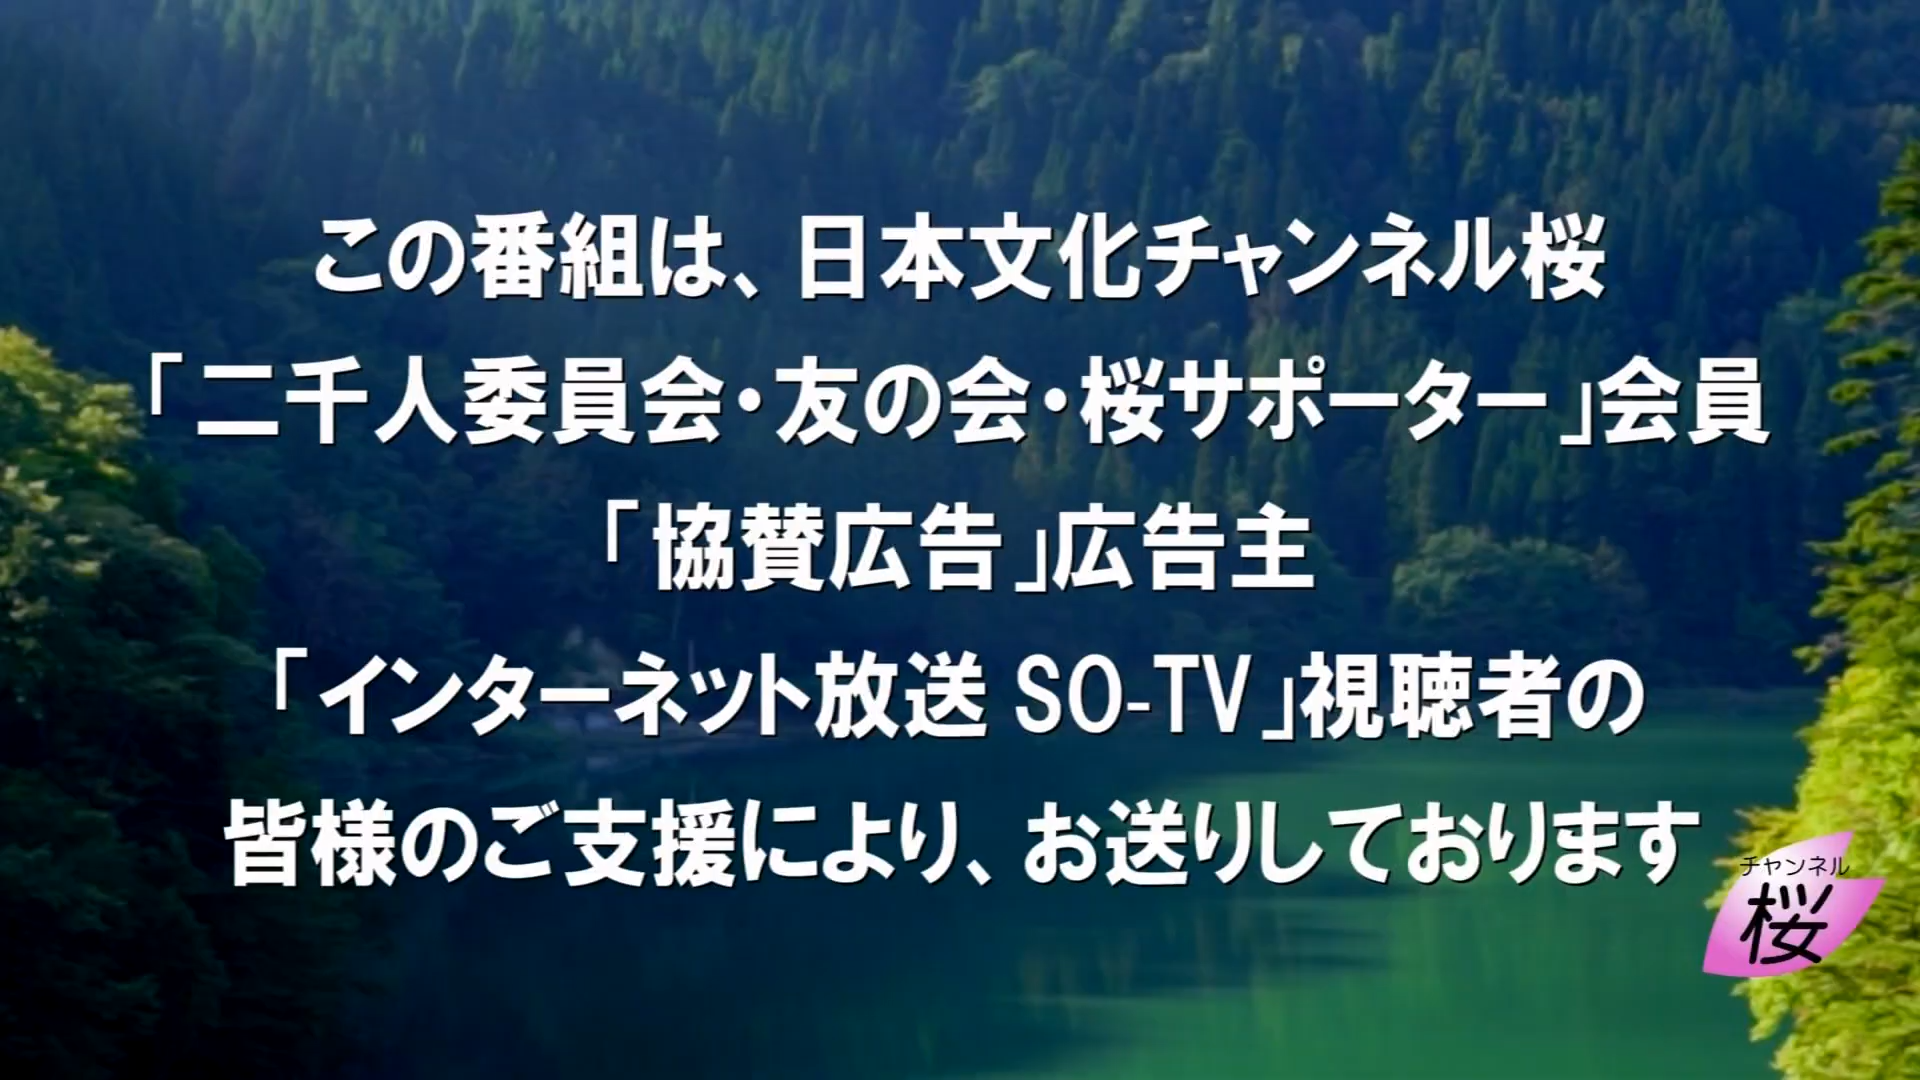 この番組は、日本文化チャンネル桜
「二千人委員会・友の会・桜サポーター」会員
「協賛広告」広告主
「インターネット放送 SO-TV」視聴者の
皆様のご支援により、お送りしております
チャンネル
桜